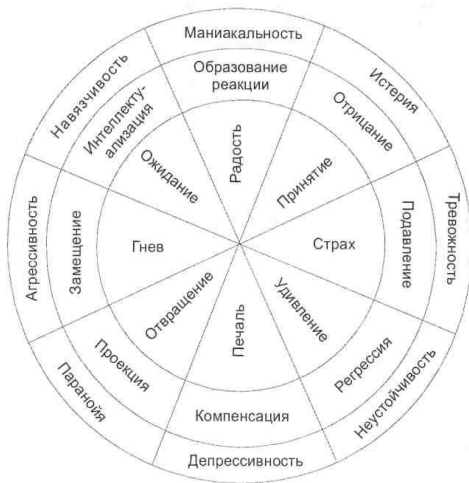 Маниакальность
Образование
реакции
Радость
Истерия
Отрицание
Принятие
Тревожность
Подавление
Страх
Неустойчивость
Регрессия
Удивление
Депрессивность
Компенсация
Печаль
Паранойя
Проекция
Отвращение
Агрессивность
Замещение
Гнев
Навязчивость
Интеллекту-
ализация
Ожидание